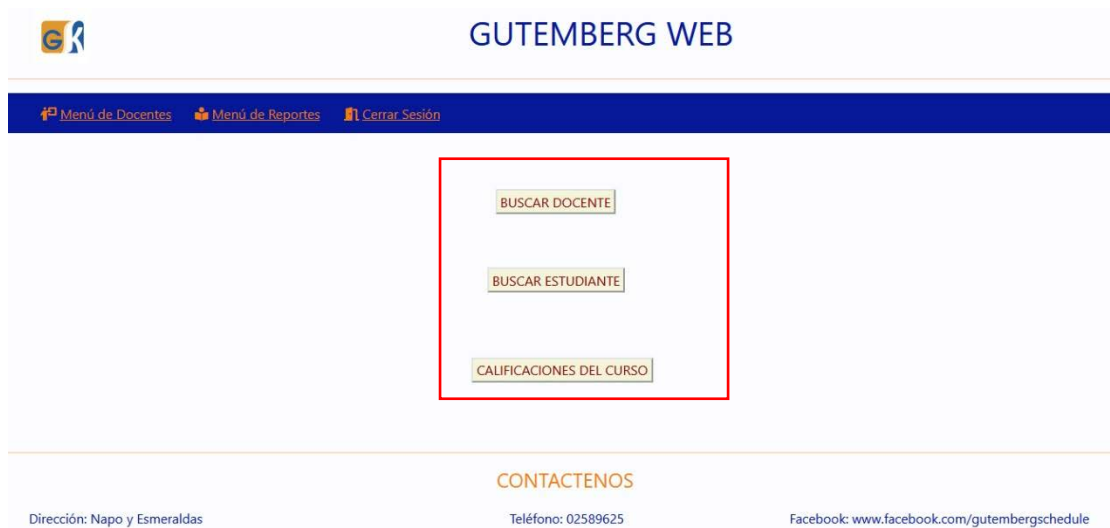 GK
GUTEMBERG WEB
Menú de Docentes Menú de Reportes Cerrar Sesión
BUSCAR DOCENTE
BUSCAR ESTUDIANTE
CALIFICACIONES DEL CURSO
CONTACTENOS
Dirección: Napo y Esmeraldas Teléfono: 02589625 Facebook: www.facebook.com/gutembergschedule